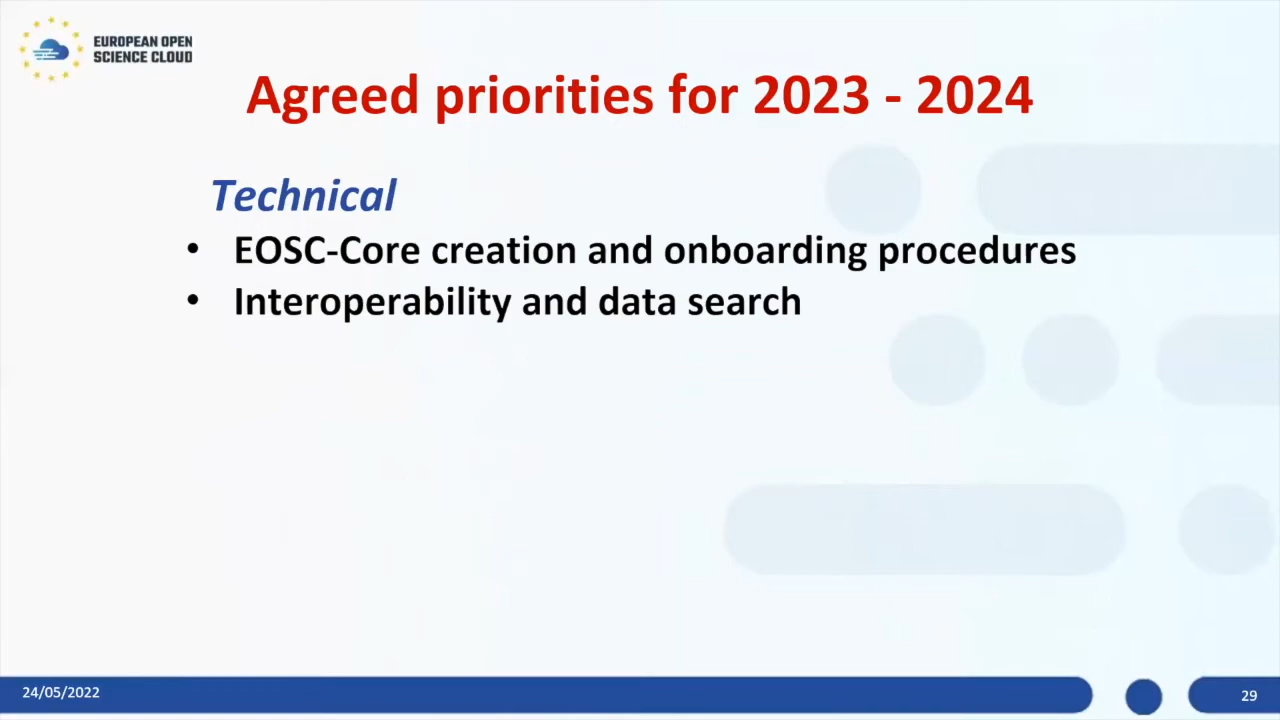 EUROPEAN OPEN
SCIENCE CLOUD
Agreed priorities for 2023 - 2024
Technical
• EOSC-Core creation and onboarding procedures
• Interoperability and data search
24/05/2022
29